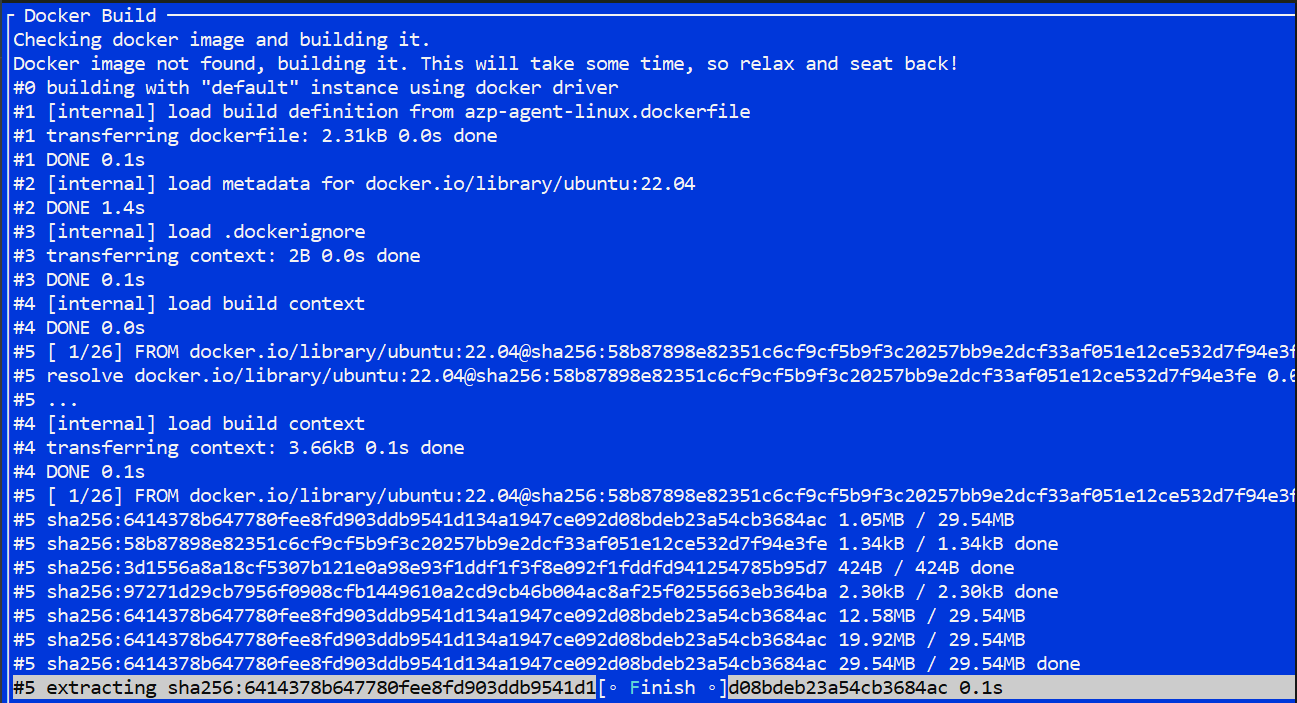 Docker Build
Checking docker image and building it.
Docker image not found, building it. This will take some time, so relax and seat back!
#0 building with "default" instance using docker driver
#1 [internal] load build definition from azp-agent-linux.dockerfile
#1 transferring dockerfile: 2.31kB 0.0s done
#1 DONE 0.1s
#2 [internal] load metadata for docker.io/library/ubuntu:22.04
#2 DONE 1.4s
#3 [internal] load .dockerignore
#3 transferring context: 2B 0.0s done
#3 DONE 0.1s
#4 [internal] load build context
#4 DONE 0.0s
#5 [ 1/26] FROM docker.io/library/ubuntu:22.04@sha256:58b87898e82351c6cf9cf5b9f3c20257bb9e2dcf33af051e12ce532d7f94e3f
#5 resolve docker.io/library/ubuntu:22.04@sha256:58b87898e82351c6cf9cf5b9f3c20257bb9e2dcf33af051e12ce532d7f94e3fe 0.0
#5 ...
#4 [internal] load build context
#4 transferring context: 3.66kB 0.1s done
#4 DONE 0.1s
#5 [ 1/26] FROM docker.io/library/ubuntu:22.04@sha256:58b87898e82351c6cf9cf5b9f3c20257bb9e2dcf33af051e12ce532d7f94e3f
#5 sha256:6414378b647780fee8fd903ddb9541d134a1947ce092d08bdeb23a54cb3684ac 1.05MB / 29.54MB
#5 sha256:58b87898e82351c6cf9cf5b9f3c20257bb9e2dcf33af051e12ce532d7f94e3fe 1.34kB / 1.34kB done
#5 sha256:3d1556a8a18cf5307b121e0a98e93f1ddf1f3f8e092f1fddfd941254785b95d7 424B / 424B done
#5 sha256:97271d29cb7956f0908cfb1449610a2cd9cb46b004ac8af25f0255663eb364ba 2.30kB / 2.30kB done
#5 sha256:6414378b647780fee8fd903ddb9541d134a1947ce092d08bdeb23a54cb3684ac 12.58MB / 29.54MB
#5 sha256:6414378b647780fee8fd903ddb9541d134a1947ce092d08bdeb23a54cb3684ac 19.92MB / 29.54MB
#5 sha256:6414378b647780fee8fd903ddb9541d134a1947ce092d08bdeb23a54cb3684ac 29.54MB / 29.54MB done
#5 extracting sha256:6414378b647780fee8fd903ddb9541d1[◦ Finish ◦]d08bdeb23a54cb3684ac 0.1s